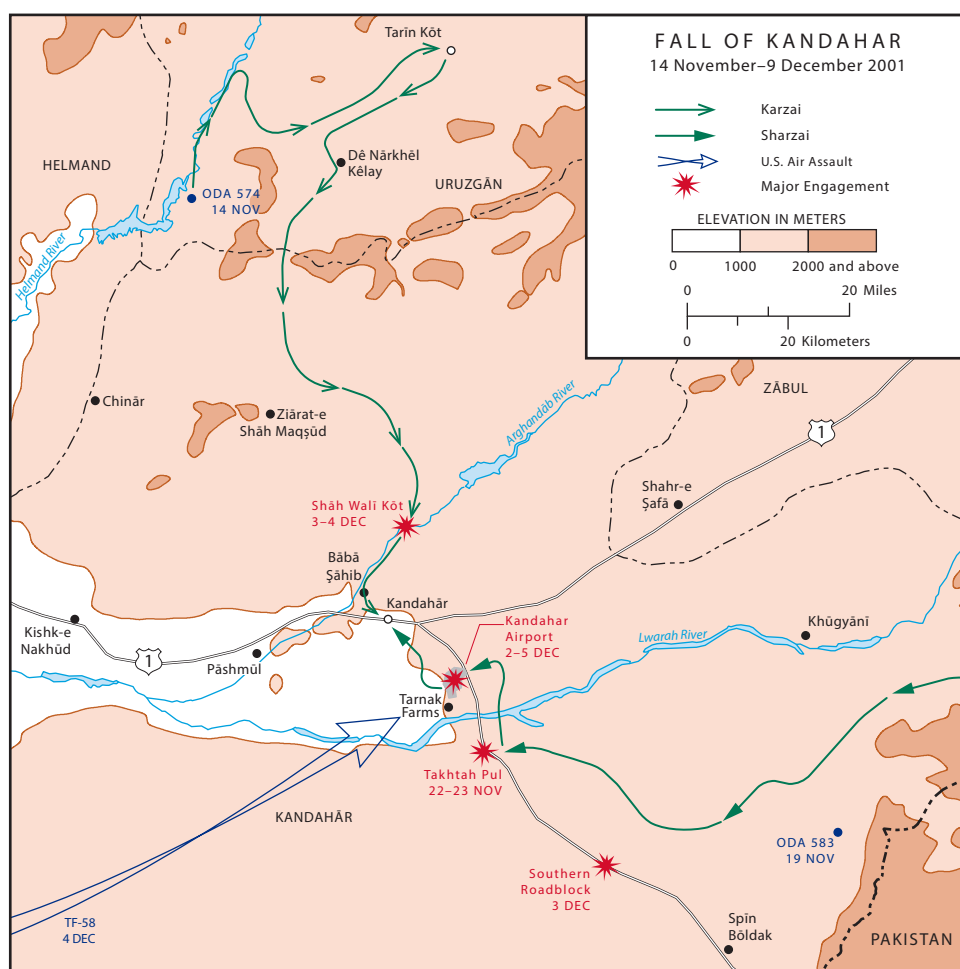 FALL OF KANDAHAR
14 November–9 December 2001
Karzai
Sharzai
U.S. Air Assault
Major Engagement
ELEVATION IN METERS
0 1000 2000 and above
0 20 Miles
0 20 Kilometers
Tarīn Kōt
HELMAND
Dê Nārkhêl
Kêlay
URUZGĀN
ODA 574
14 NOV
Helmand River
Chinār
Ziārat-e
Shāh Maqşūd
Arghandāb River
ZĀBUL
1
Shāh Walī Kōt
3–4 DEC
Shahr-e
Şafā
Bābā
Şāhib
Kandahār
Kishk-e
Nakhūd
1
Pāshmūl
Kandahar
Airport
2–5 DEC
Lwarah River
Khūgyānī
Tarnak
Farms
Takhtah Pul
22–23 NOV
KANDAHĀR
ODA 583
19 NOV
Southern
Roadblock
3 DEC
TF-58
4 DEC
Spīn
Bōldak
PAKISTAN